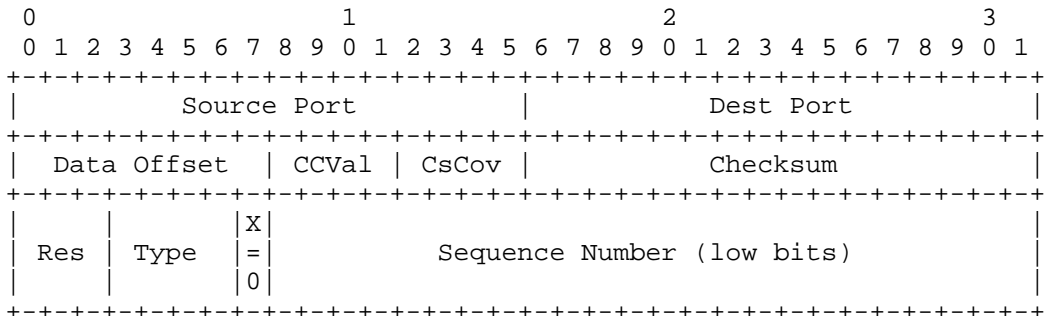 0                   1                   2                   3
 0 1 2 3 4 5 6 7 8 9 0 1 2 3 4 5 6 7 8 9 0 1 2 3 4 5 6 7 8 9 0 1
+-+-+-+-+-+-+-+-+-+-+-+-+-+-+-+-+-+-+-+-+-+-+-+-+-+-+-+-+-+-+-+-+
|          Source Port          |           Dest Port           |
+-+-+-+-+-+-+-+-+-+-+-+-+-+-+-+-+-+-+-+-+-+-+-+-+-+-+-+-+-+-+-+-+
|  Data Offset  | CCVal | CsCov |           Checksum            |
+-+-+-+-+-+-+-+-+-+-+-+-+-+-+-+-+-+-+-+-+-+-+-+-+-+-+-+-+-+-+-+-+
|     |       |X|                                               |
| Res | Type  |=|          Sequence Number (low bits)           |
|     |       |0|                                               |
+-+-+-+-+-+-+-+-+-+-+-+-+-+-+-+-+-+-+-+-+-+-+-+-+-+-+-+-+-+-+-+-+